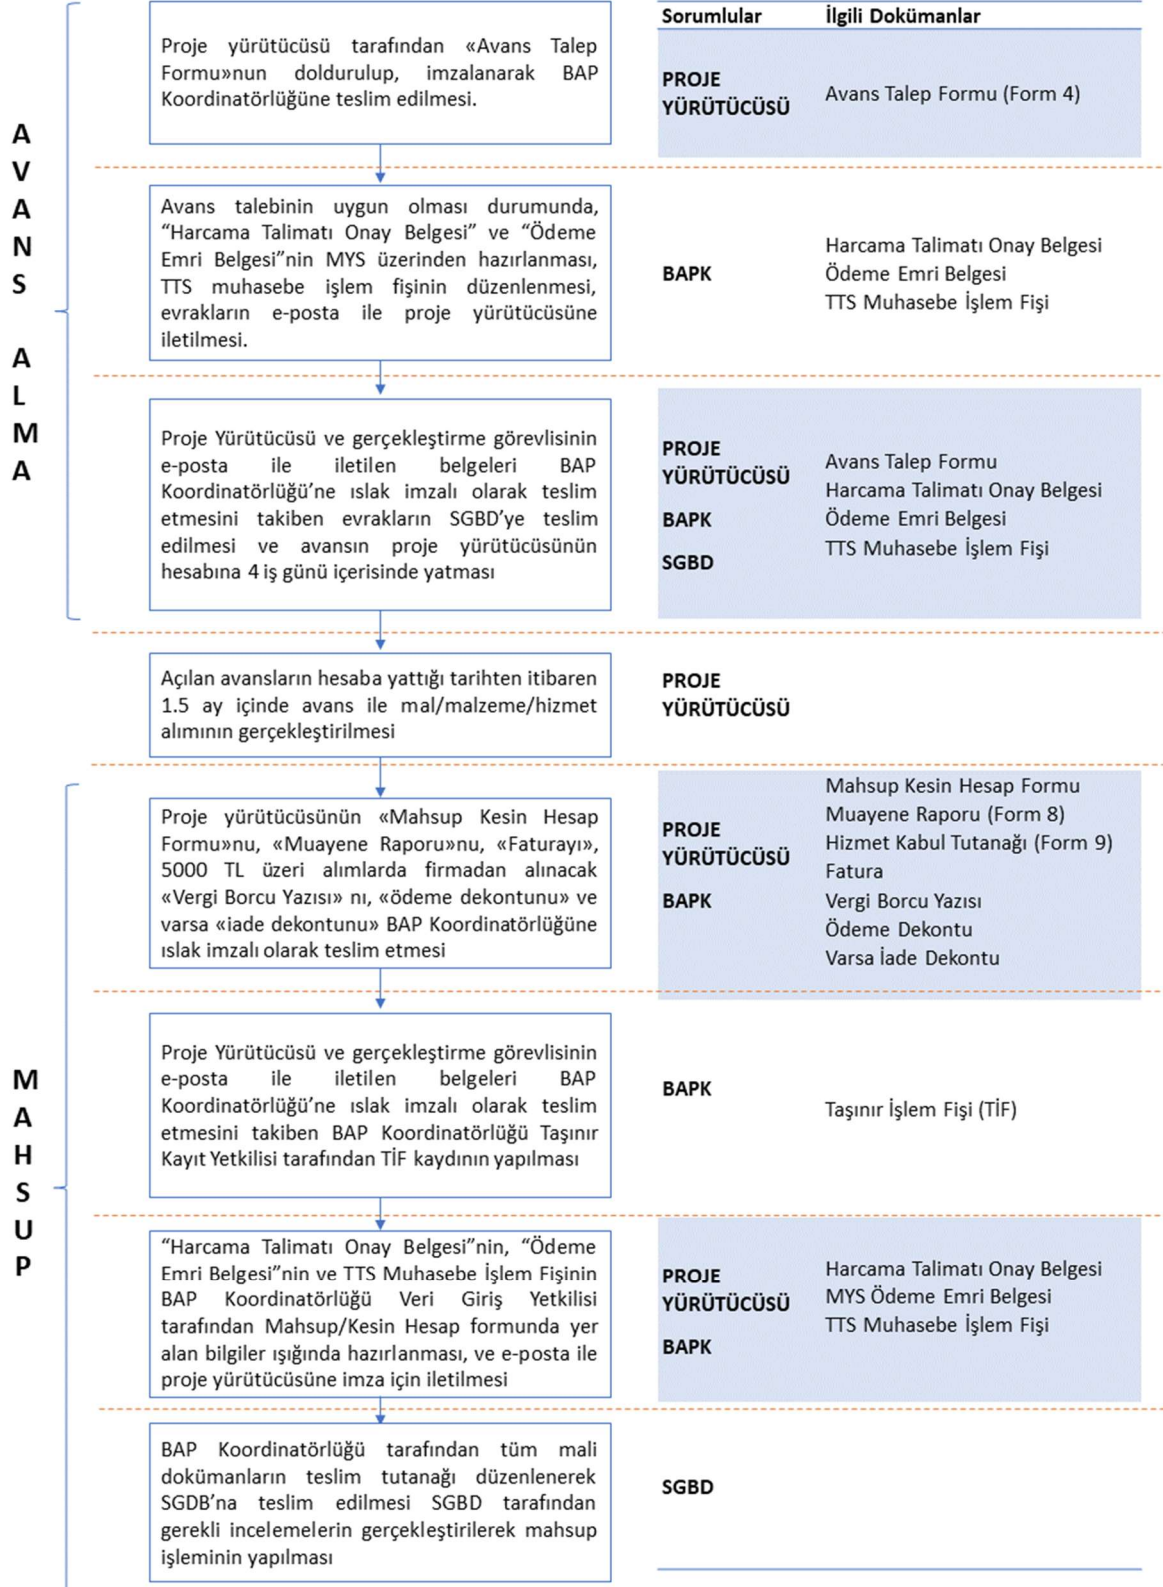 Sorumlular İlgili Dokümanlar
AVANS ALMA
Proje yürütücüsü tarafından «Avans Talep
Formu»nun doldurulup, imzalanarak BAP
Koordinatörlüğüne teslim edilmesi.
PROJE
YÜRÜTÜCÜSÜ
Avans Talep Formu (Form 4)
Avans talebinin uygun olması durumunda,
“Harcama Talimatı Onay Belgesi” ve “Ödeme
Emri Belgesi”nin MYS üzerinden hazırlanması,
TTS muhasebe işlem fişinin düzenlenmesi,
evrakların e-posta ile proje yürütücüsüne
iletilmesi.
BAPK
Harcama Talimatı Onay Belgesi
Ödeme Emri Belgesi
TTS Muhasebe İşlem Fişi
Proje Yürütücüsü ve gerçekleştirme görevlisinin
e-posta ile iletilen belgeleri BAP
Koordinatörlüğü’ne ıslak imzalı olarak teslim
etmesini takiben evrakların SGBD’ye teslim
edilmesi ve avansın proje yürütücüsünün
hesabına 4 iş günü içerisinde yatması
PROJE
YÜRÜTÜCÜSÜ
BAPK
SGBD
Avans Talep Formu
Harcama Talimatı Onay Belgesi
Ödeme Emri Belgesi
TTS Muhasebe İşlem Fişi
Açılan avansların hesaba yattığı tarihten itibaren
1.5 ay içinde avans ile mal/malzeme/hizmet
alımının gerçekleştirilmesi
PROJE
YÜRÜTÜCÜSÜ
MAHSUP
Proje yürütücüsünün «Mahsup Kesin Hesap
Formu»nu, «Muayene Raporu»nu, «Faturayı»,
5000 TL üzeri alımlarda firmadan alınacak
«Vergi Borcu Yazısı» nı, «ödeme dekontunu» ve
varsa «iade dekontunu» BAP Koordinatörlüğüne
ıslak imzalı olarak teslim etmesi
PROJE
YÜRÜTÜCÜSÜ
BAPK
Mahsup Kesin Hesap Formu
Muayene Raporu (Form 8)
Hizmet Kabul Tutanağı (Form 9)
Fatura
Vergi Borcu Yazısı
Ödeme Dekontu
Varsa İade Dekontu
Proje Yürütücüsü ve gerçekleştirme görevlisinin
e-posta ile iletilen belgeleri BAP
Koordinatörlüğü’ne ıslak imzalı olarak teslim
etmesini takiben BAP Koordinatörlüğü Taşınır
Kayıt Yetkilisi tarafından TİF kaydının yapılması
BAPK
Taşınır İşlem Fişi (TİF)
“Harcama Talimatı Onay Belgesi”nin, “Ödeme
Emri Belgesi”nin ve TTS Muhasebe İşlem Fişinin
BAP Koordinatörlüğü Veri Giriş Yetkilisi
tarafından Mahsup/Kesin Hesap formunda yer
alan bilgiler ışığında hazırlanması, ve e-posta ile
proje yürütücüsüne imza için iletilmesi
PROJE
YÜRÜTÜCÜSÜ
BAPK
Harcama Talimatı Onay Belgesi
MYS Ödeme Emri Belgesi
TTS Muhasebe İşlem Fişi
BAP Koordinatörlüğü tarafından tüm mali
dokümanların teslim tutanağı düzenlenerek
SGDB’na teslim edilmesi SGBD tarafından
gerekli incelemelerin gerçekleştirilerek mahsup
işleminin yapılması
SGBD